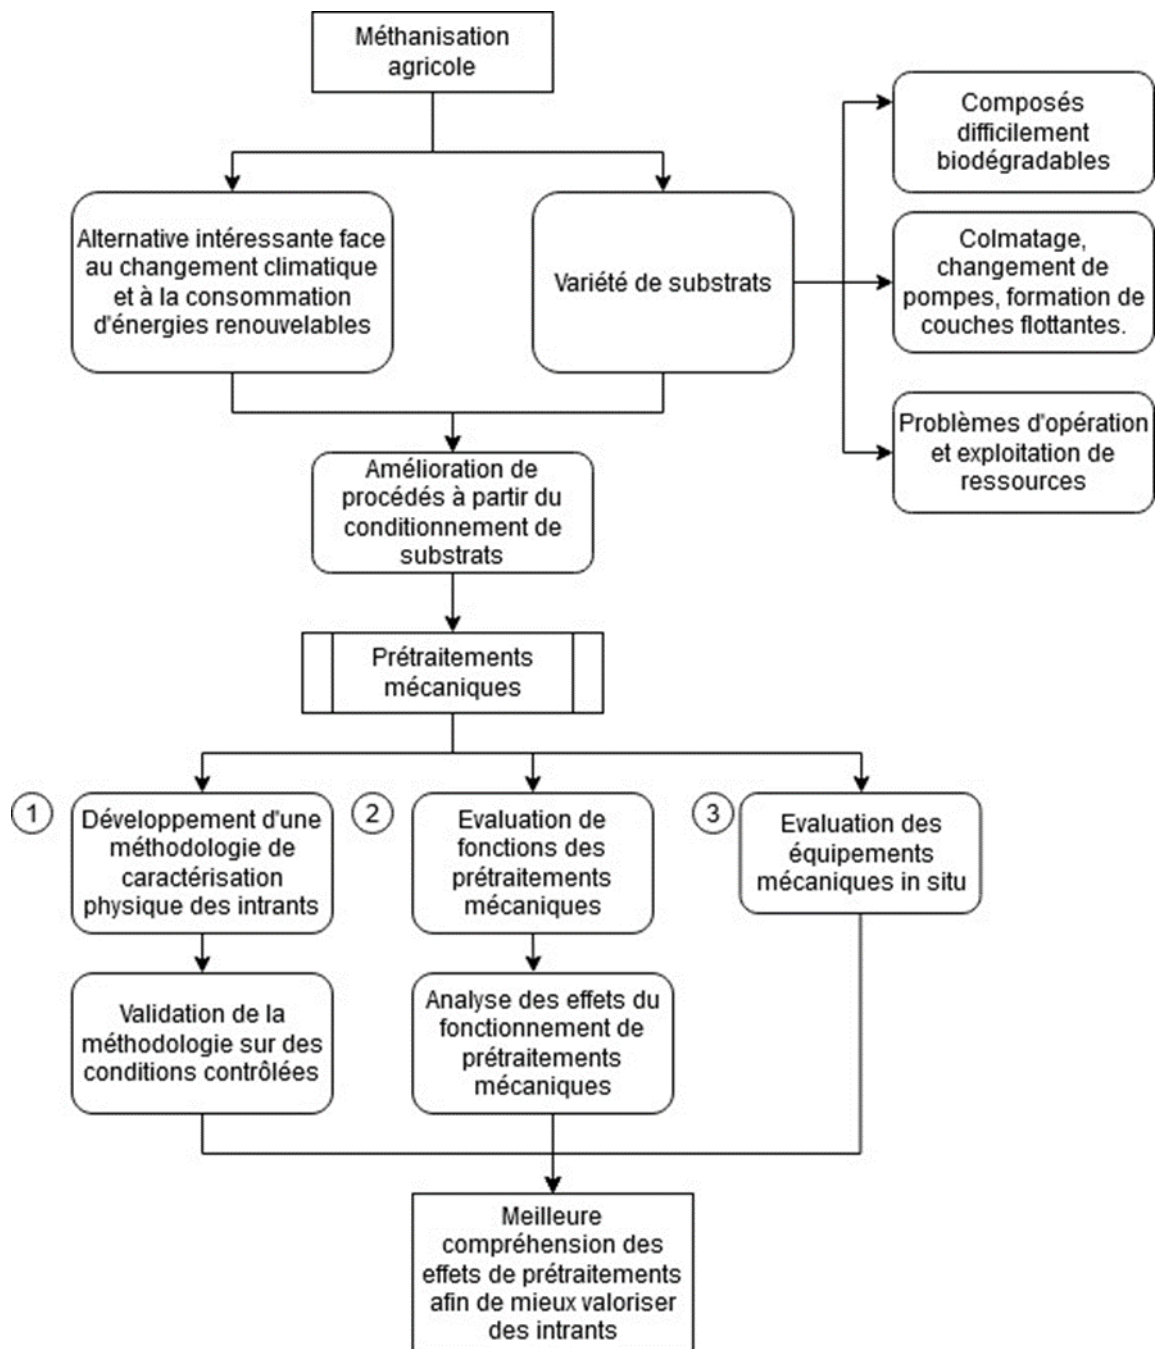 Méthanisation
agricole
Alternative intéressante face
au changement climatique
et à la consommation
d'énergies renouvelables
Variété de substrats
Composés
difficilement
biodégradables
Colmatage,
changement de
pompes, formation de
couches flottantes.
Problèmes d'opération
et exploitation de
ressources
Amélioration de
procédés à partir du
conditionnement de
substrats
Prétraitements
mécaniques
1
Développement d'une
méthodologie de
caractérisation
physique des intrants
2
Evaluation de
fonctions des
prétraitements
mécaniques
3
Evaluation des
équipements
mécaniques in situ
Validation de la
méthodologie sur des
conditions contrôlées
Analyse des effets du
fonctionnement de
prétraitements
mécaniques
Meilleure
compréhension des
effets de prétraitements
afin de mieux valoriser
des intrants